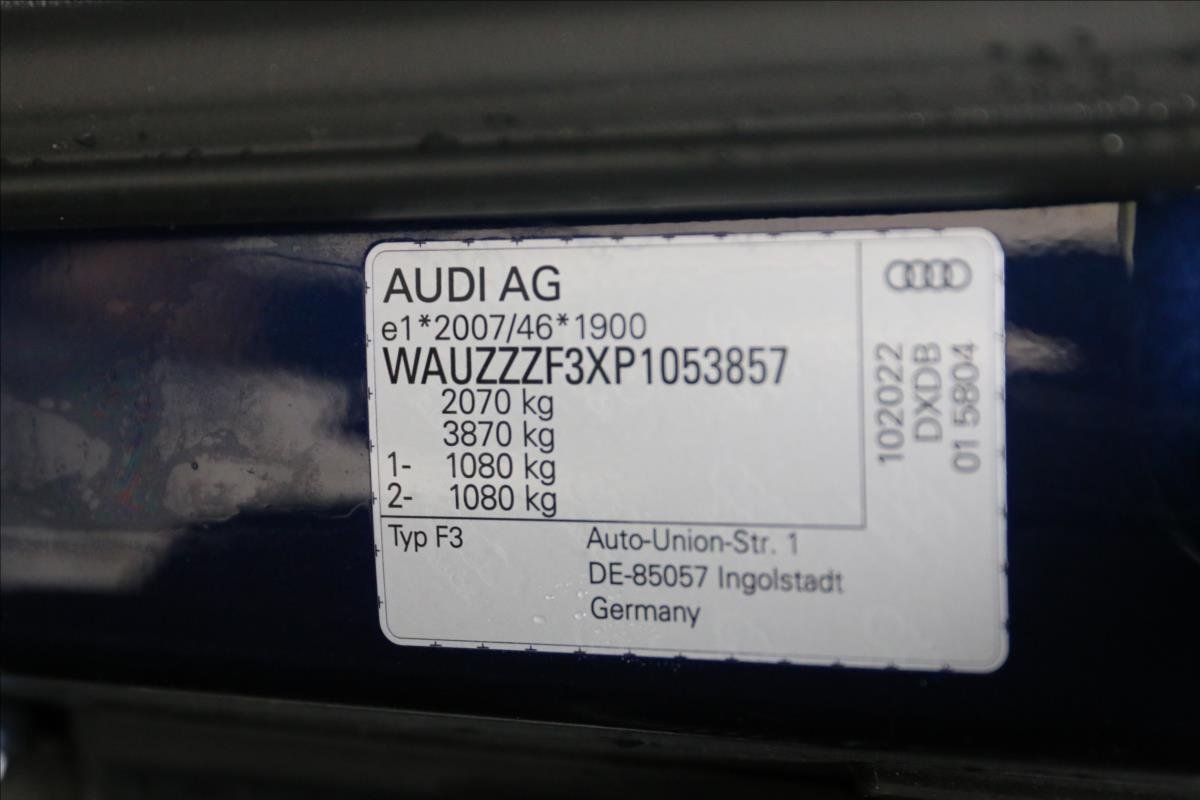 AUDI AG
e1*2007/46*1900
WAUZZZF3XP1053857
2070 kg
3870 kg
1- 1080 kg
2- 1080 kg
Typ F3
Auto-Union-Str. 1
DE-85057 Ingolstadt
Germany
102022
DXDB
01 5804